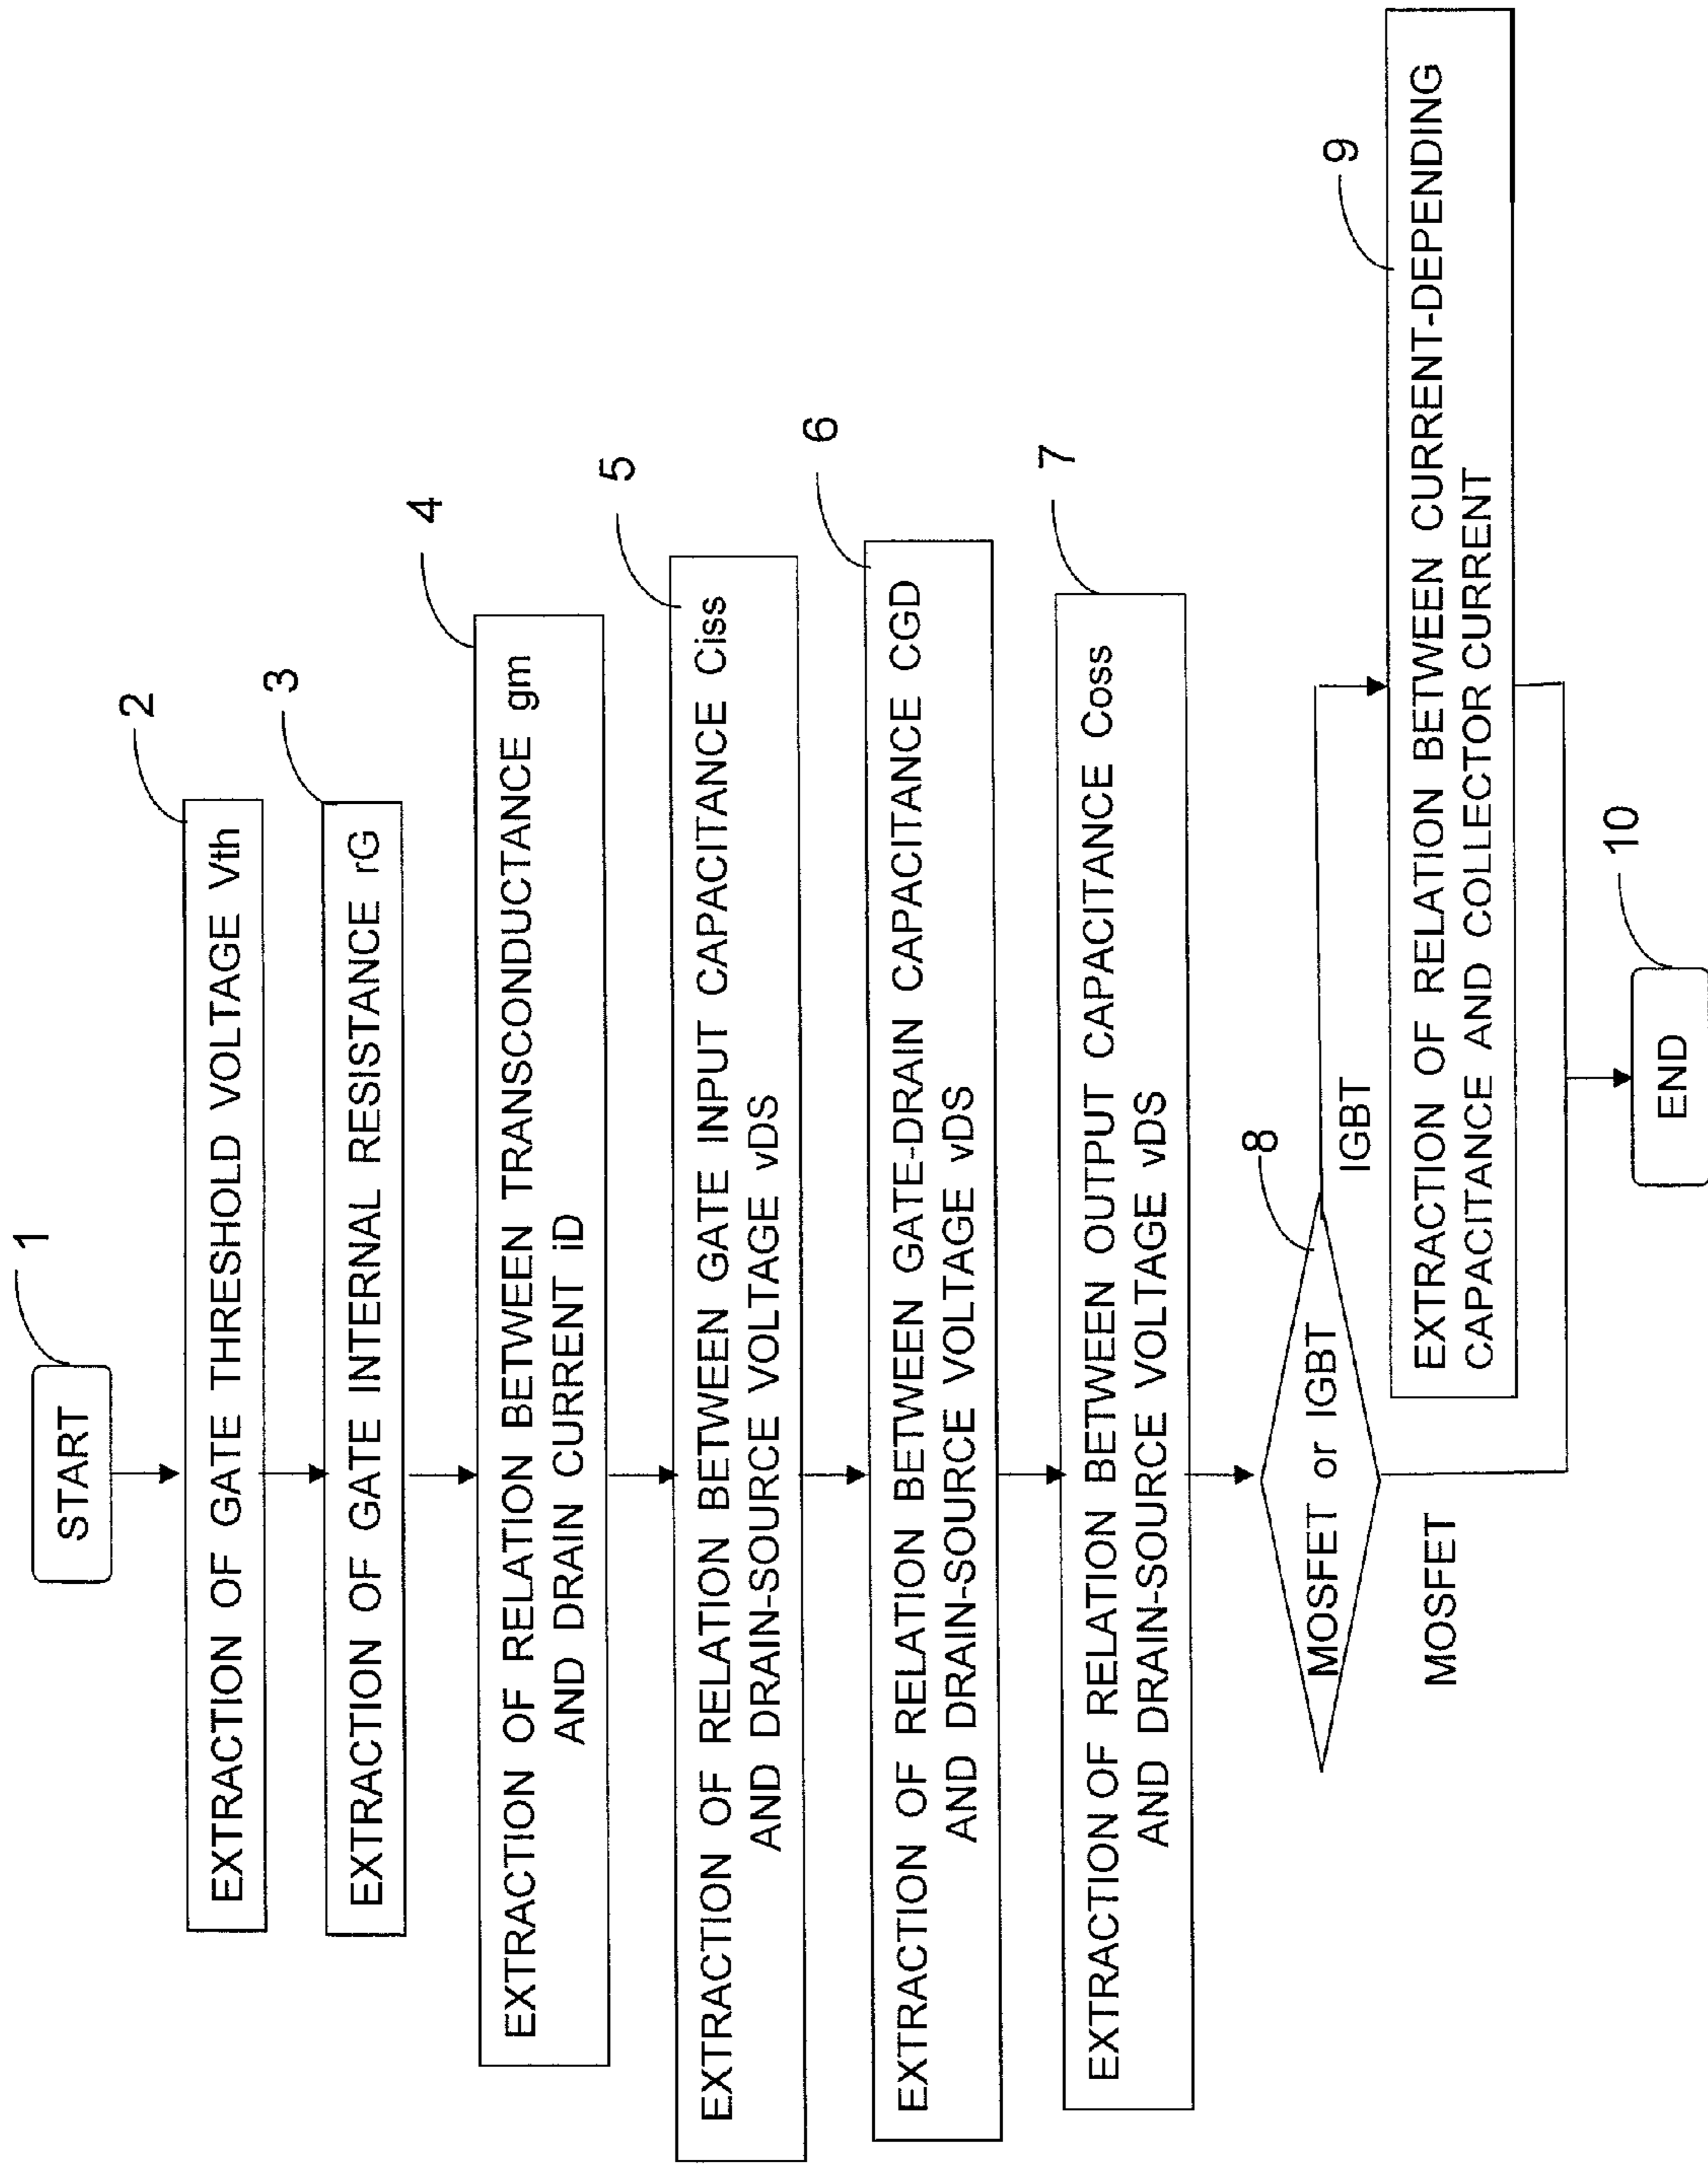 1
START
2
EXTRACTION OF GATE THRESHOLD VOLTAGE Vth
3
EXTRACTION OF GATE INTERNAL RESISTANCE rG
4
EXTRACTION OF RELATION BETWEEN TRANSCONDUCTANCE gm
AND DRAIN CURRENT iD
5
EXTRACTION OF RELATION BETWEEN GATE INPUT CAPACITANCE Ciss
AND DRAIN-SOURCE VOLTAGE vDS
6
EXTRACTION OF RELATION BETWEEN GATE-DRAIN CAPACITANCE CGD
AND DRAIN-SOURCE VOLTAGE vDS
7
EXTRACTION OF RELATION BETWEEN OUTPUT CAPACITANCE Coss
AND DRAIN-SOURCE VOLTAGE vDS
8
MOSFET or IGBT
IGBT
MOSFET
9
EXTRACTION OF RELATION BETWEEN CURRENT-DEPENDING
CAPACITANCE AND COLLECTOR CURRENT
10
END